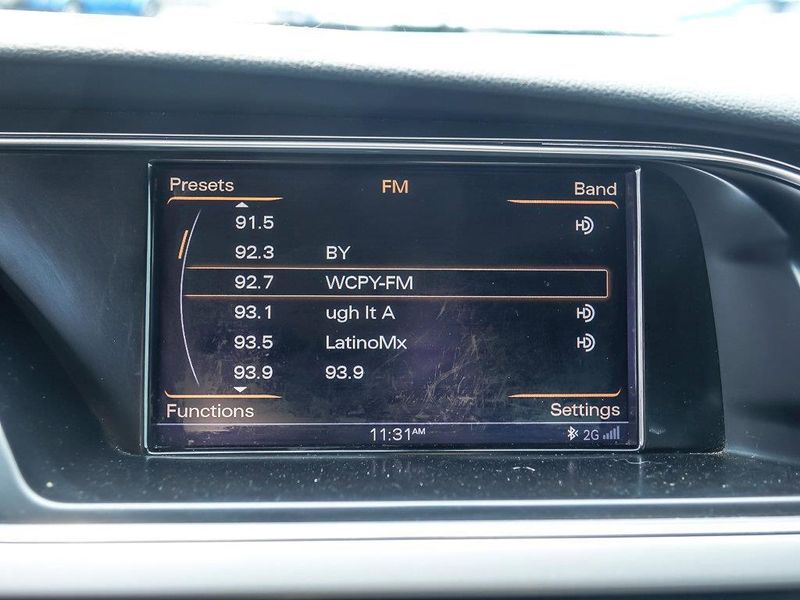 Presets FM Band
91.5
92.3 BY
92.7 WCPY-FM
93.1 ugh It A
93.5 LatinoMx
93.9 93.9
Functions Settings
11:31AM 2G